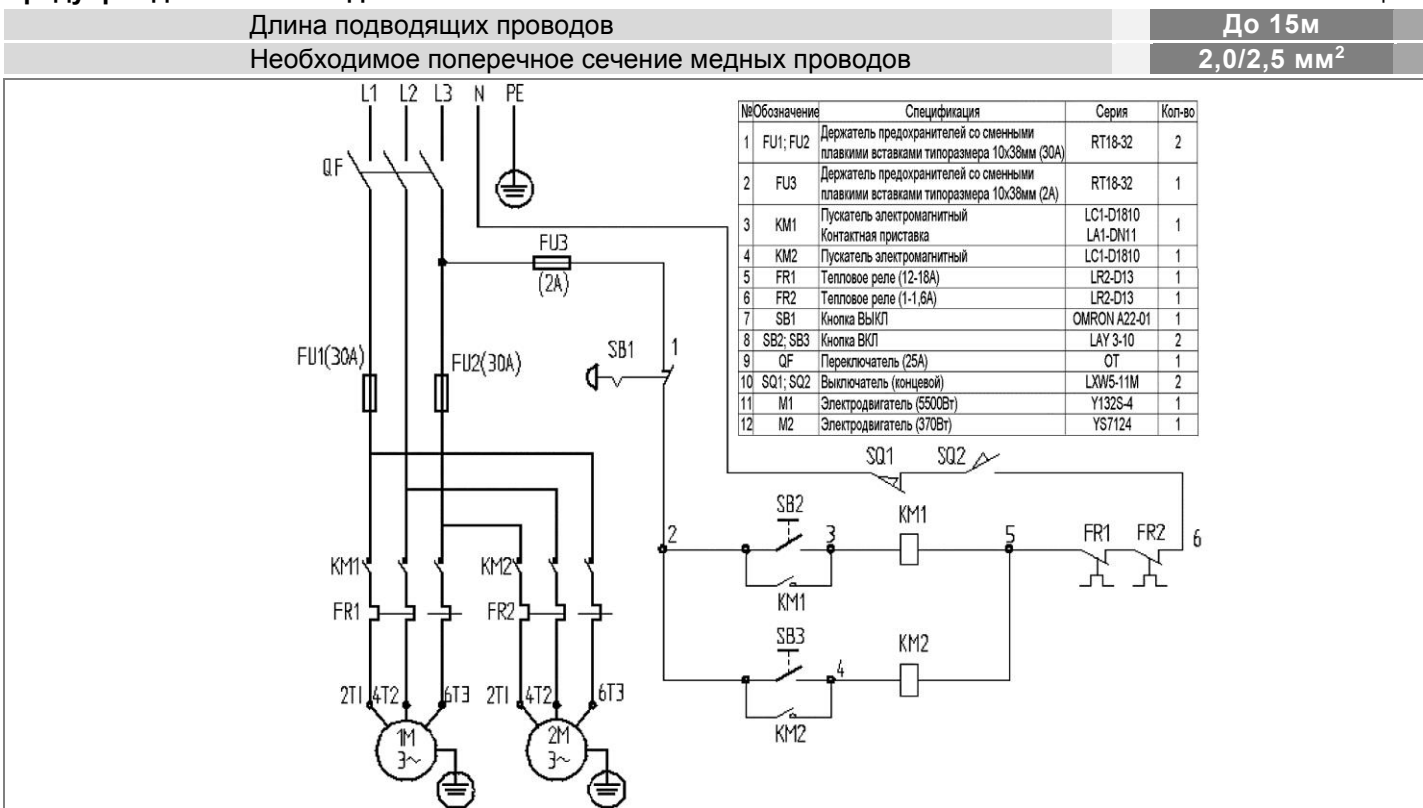 Длина подводящих проводов До 15м
Необходимое поперечное сечение медных проводов 2,0/2,5 мм²
L1 L2 L3 N PE
№ Обозначение Спецификация Серия Кол-во
1 FU1; FU2 Держатель предохранителей со сменными плавкими вставками типоразмера 10x38мм (30А) RT18-32 2
2 FU3 Держатель предохранителей со сменными плавкими вставками типоразмера 10x38мм (2А) RT18-32 1
3 KM1 Пускатель электромагнитный LC1-D1810 1
Контактная приставка LA1-DN11
4 KM2 Пускатель электромагнитный LC1-D1810 1
5 FR1 Тепловое реле (12-18А) LR2-D13 1
6 FR2 Тепловое реле (1-1,6А) LR2-D13 1
7 SB1 Кнопка ВЫКЛ OMRON A22-01 1
8 SB2; SB3 Кнопка ВКЛ LAY 3-10 2
9 QF Переключатель (25А) OT 1
10 SQ1; SQ2 Выключатель (концевой) LXW5-11M 2
11 M1 Электродвигатель (5500Вт) Y132S-4 1
12 M2 Электродвигатель (370Вт) YS7124 1
QF
FU3
(2A)
FU1(30A) FU2(30A) SB1 1
SQ1 SQ2
SB2 KM1
2 3 5 FR1 FR2 6
KM1 KM2
KM1
FR1 FR2
SB3 KM2
4
2T1 4T2 6T3 2T1 4T2 6T3
KM2
1M 2M
3~ 3~